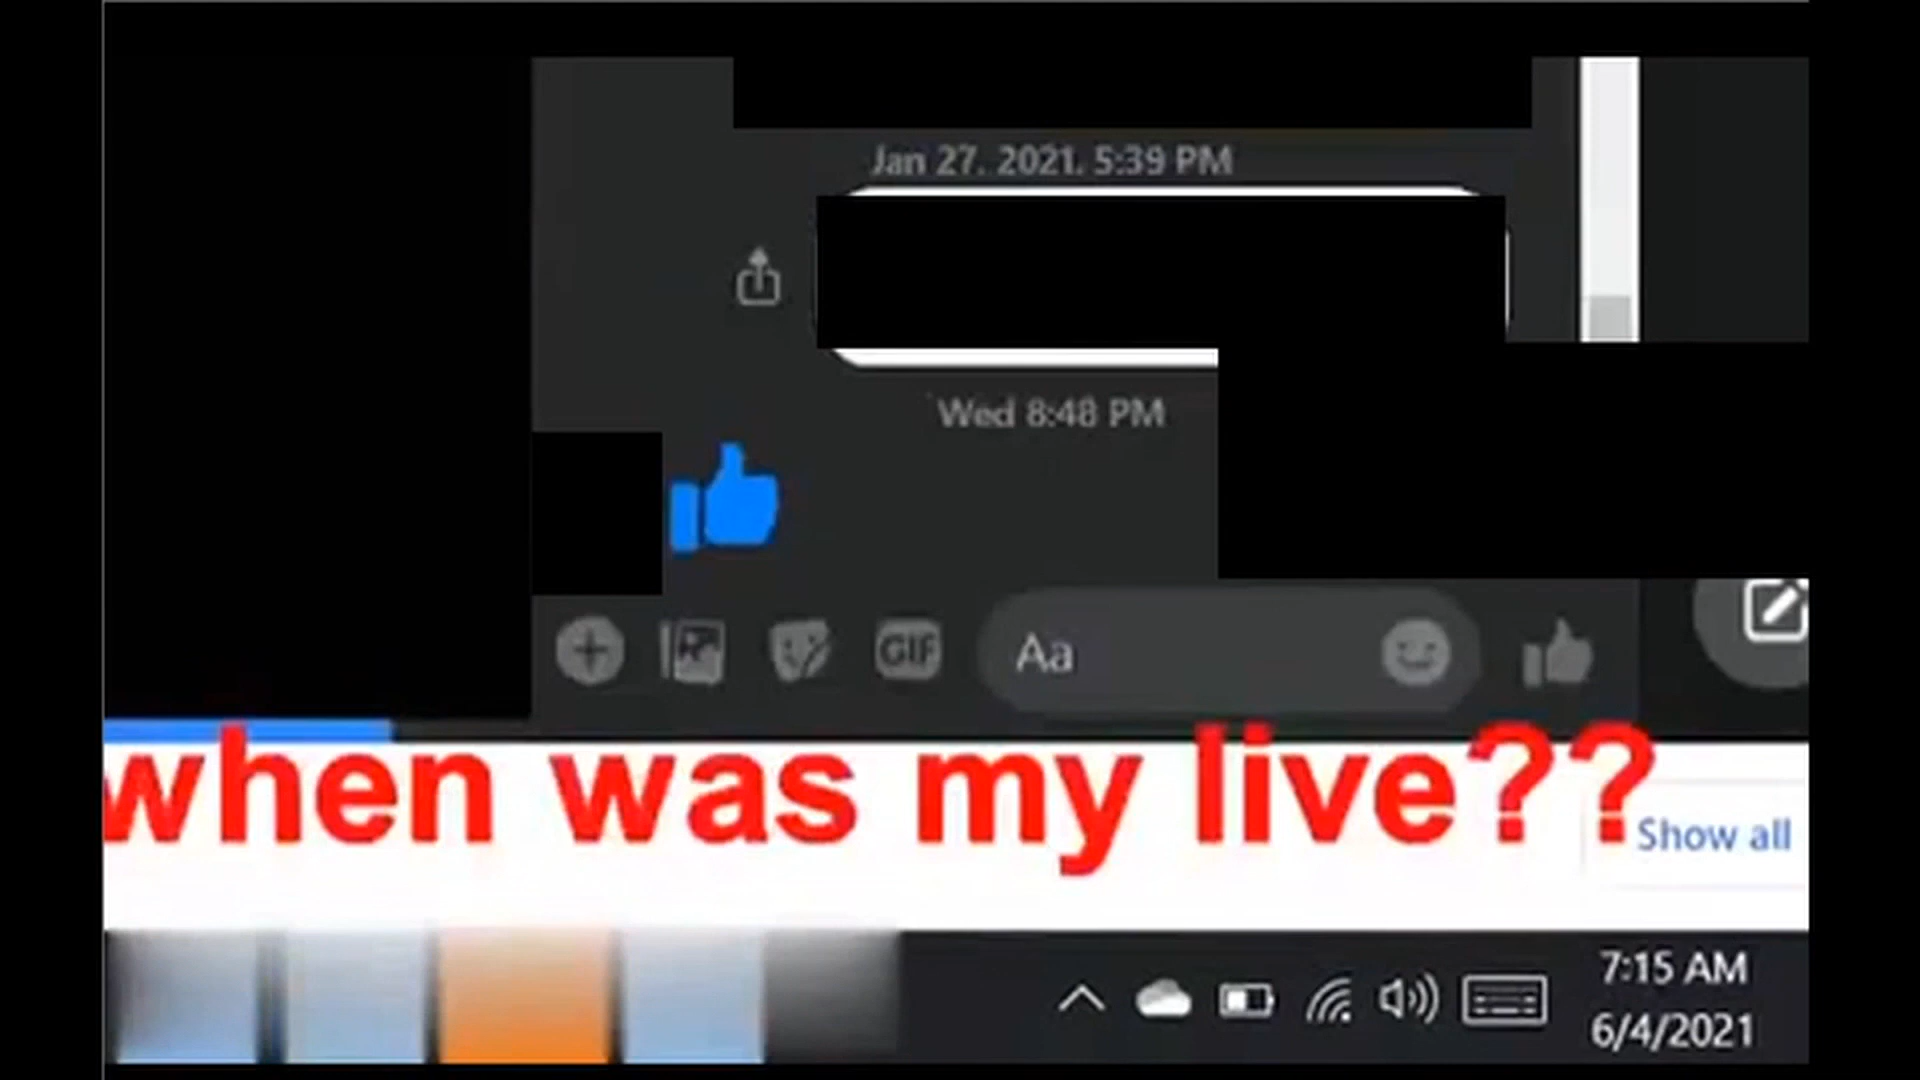 Jan 27, 2021, 5:39 PM
Wed 8:48 PM
GIF
Aa
when was my live??
Show all
7:15 AM
6/4/2021